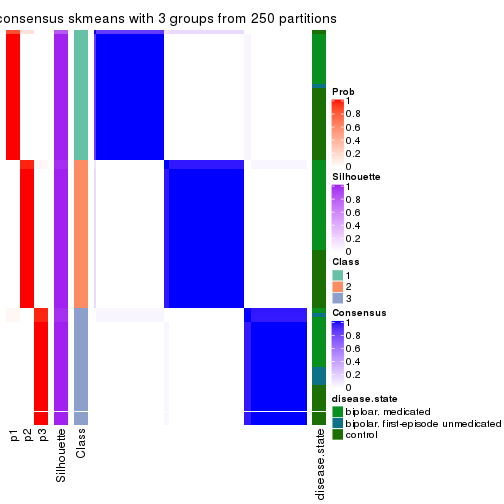 consensus skmeans with 3 groups from 250 partitions
Prob
1
0.8
0.6
0.4
0.2
0
Silhouette
1
0.8
0.6
0.4
0.2
0
Class
1
2
3
Consensus
1
0.8
0.6
0.4
0.2
0
disease.state
biploar. medicated
bipolar. first-episode unmedicated
control
p1
p2
p3
Silhouette
Class
disease.state